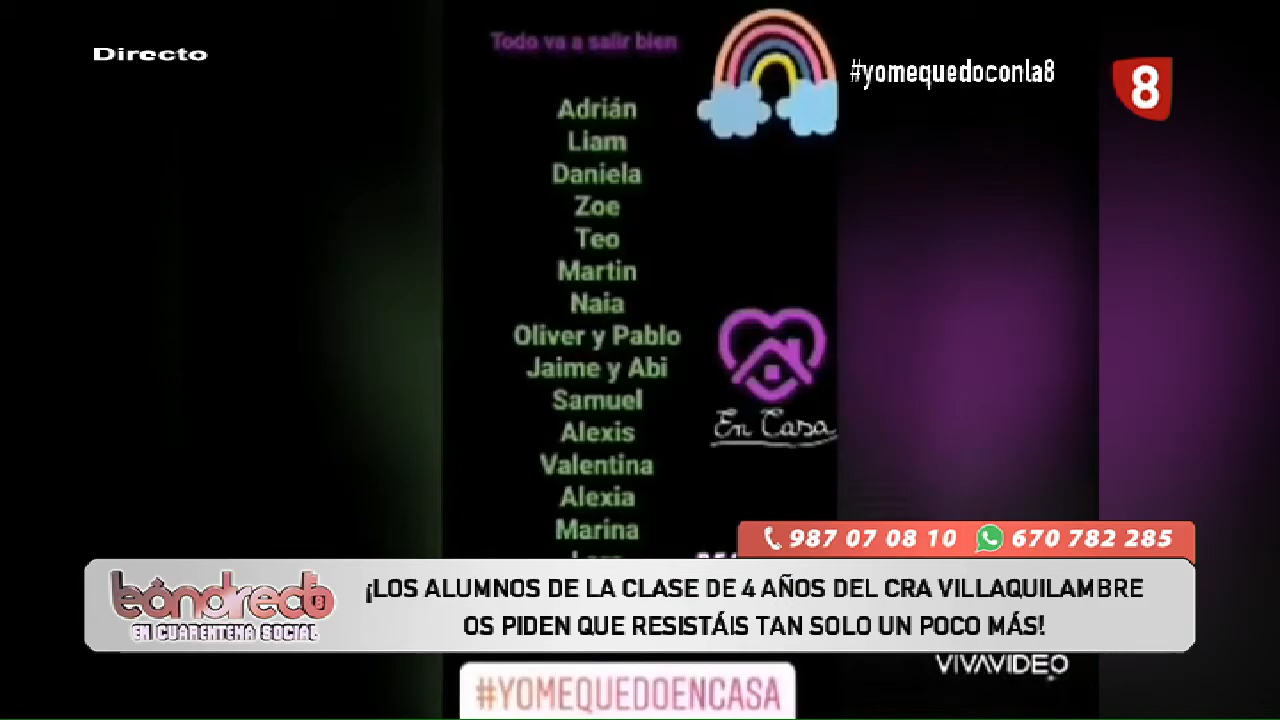 Directo
Todo va a salir bien
#yomequedoconla8
8
Adrián
Liam
Daniela
Zoe
Teo
Martin
Naia
Oliver y Pablo
Jaime y Abi
Samuel
Alexis
Valentina
Alexia
Marina
En Casa
987 07 08 10 670 782 285
leóndirecto
EN CUARENTENA SOCIAL
¡LOS ALUMNOS DE LA CLASE DE 4 AÑOS DEL CRA VILLAQUILAMBRE
OS PIDEN QUE RESISTÁIS TAN SOLO UN POCO MÁS!
VIVAVIDEO
#YOMEQUEDOENCASA